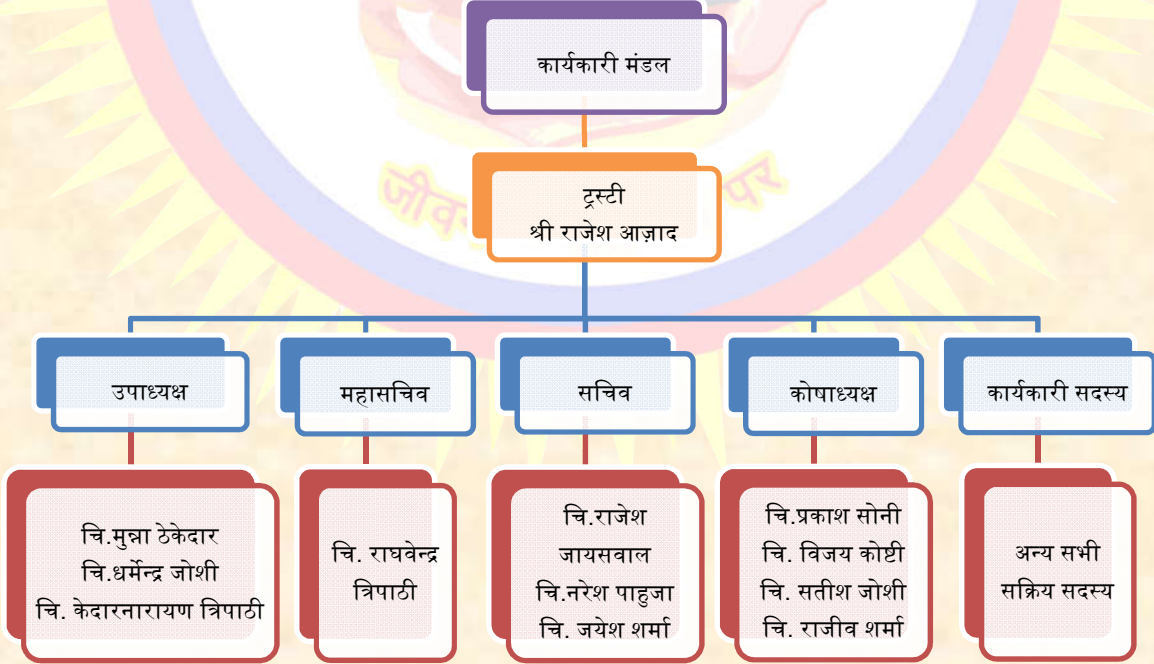 कार्यकारी मंडल
ट्रस्टी
श्री राजेश आज़ाद
पर
उपाध्यक्ष
महासचिव
सचिव
कोषाध्यक्ष
कार्यकारी सदस्य
चि.मुन्ना ठेकेदार
चि.धर्मेन्द्र जोशी
चि. केदारनारायण त्रिपाठी
चि. राघवेन्द्र
त्रिपाठी
चि.राजेश
जायसवाल
चि.नरेश पाहुजा
चि. जयेश शर्मा
चि.प्रकाश सोनी
चि. विजय कोष्टी
चि. सतीश जोशी
चि. राजीव शर्मा
अन्य सभी
सक्रिय सदस्य